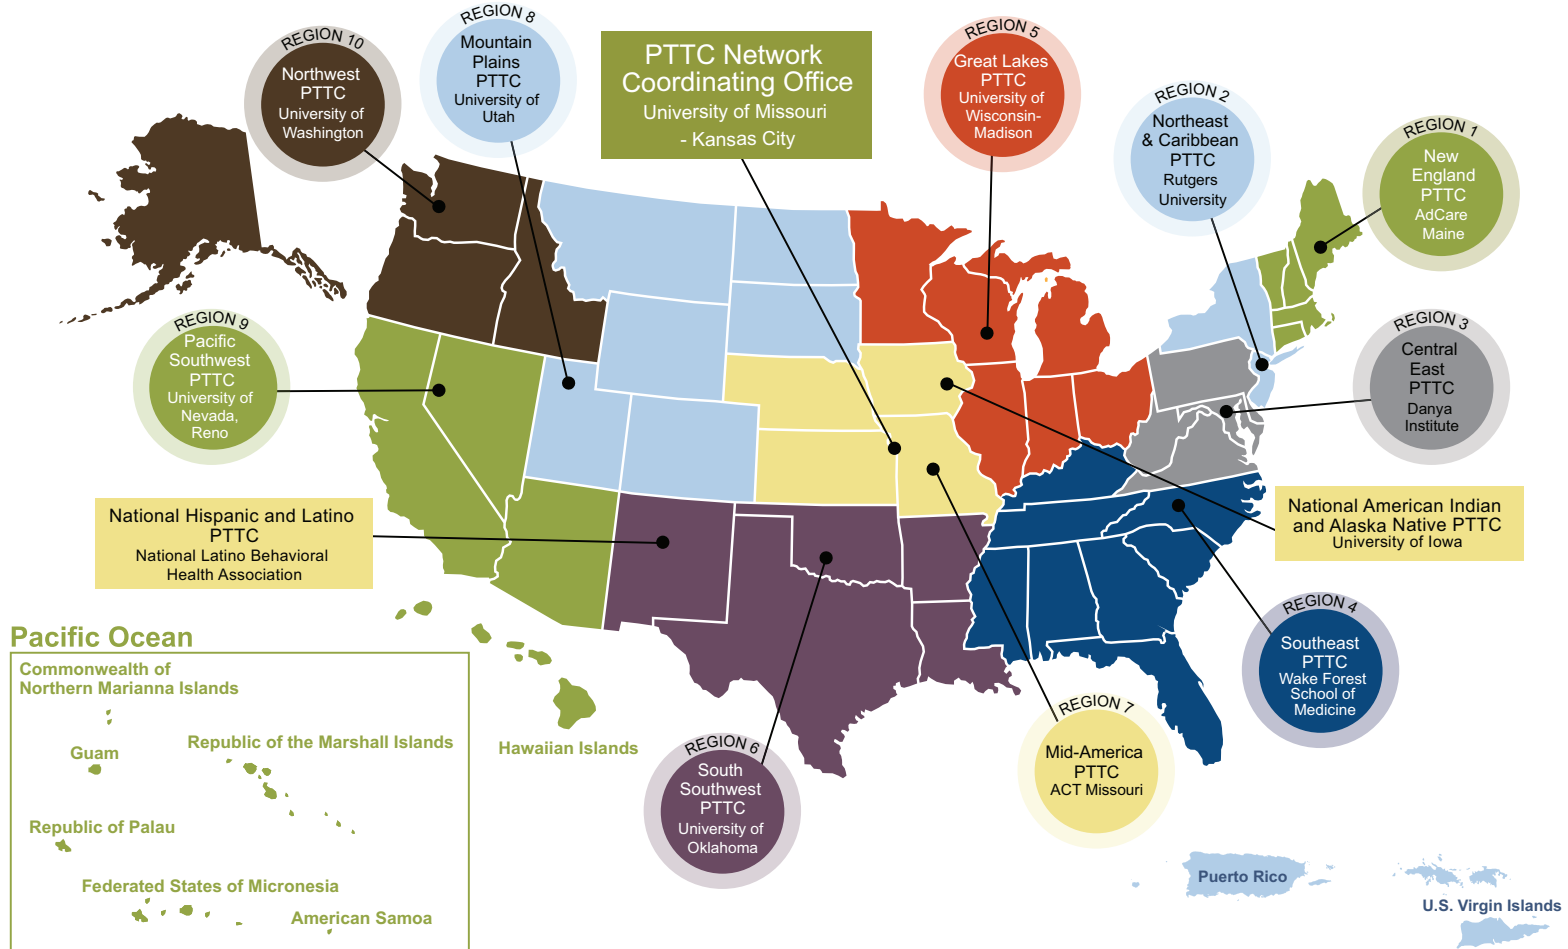 REGION 10
Northwest
PTTC
University of
Washington
REGION 8
Mountain
Plains
PTTC
University of
Utah
PTTC Network
Coordinating Office
University of Missouri
- Kansas City
REGION 5
Great Lakes
PTTC
University of
Wisconsin-
Madison
REGION 2
Northeast
& Caribbean
PTTC
Rutgers
University
REGION 1
New
England
PTTC
AdCare
Maine
REGION 9
Pacific
Southwest
PTTC
University of
Nevada,
Reno
REGION 3
Central
East
PTTC
Danya
Institute
National Hispanic and Latino
PTTC
National Latino Behavioral
Health Association
National American Indian
and Alaska Native PTTC
University of Iowa
REGION 4
Southeast
PTTC
Wake Forest
School of
Medicine
REGION 7
Mid-America
PTTC
ACT Missouri
REGION 6
South
Southwest
PTTC
University of
Oklahoma
Pacific Ocean
Commonwealth of
Northern Marianna Islands
Guam
Republic of the Marshall Islands
Republic of Palau
Federated States of Micronesia
American Samoa
Hawaiian Islands
Puerto Rico
U.S. Virgin Islands